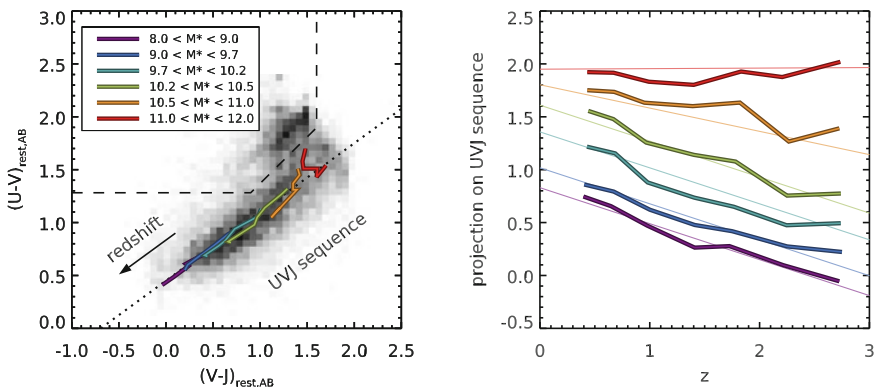 3.0
2.5
2.0
1.5
1.0
0.5
0.0
(U-V)rest,AB
8.0 < M* < 9.0
9.0 < M* < 9.7
9.7 < M* < 10.2
10.2 < M* < 10.5
10.5 < M* < 11.0
11.0 < M* < 12.0
redshift
UVJ sequence
-1.0 -0.5 0.0 0.5 1.0 1.5 2.0 2.5
(V-J)rest,AB
2.5
2.0
1.5
1.0
0.5
0.0
-0.5
projection on UVJ sequence
0 1 2 3
z